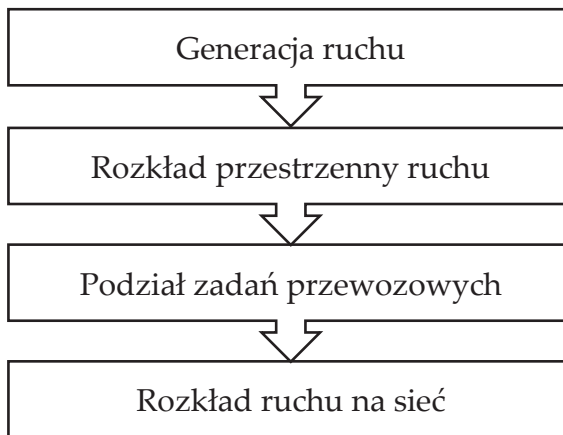 Generacja ruchu
Rozkład przestrzenny ruchu
Podział zadań przewozowych
Rozkład ruchu na sieć